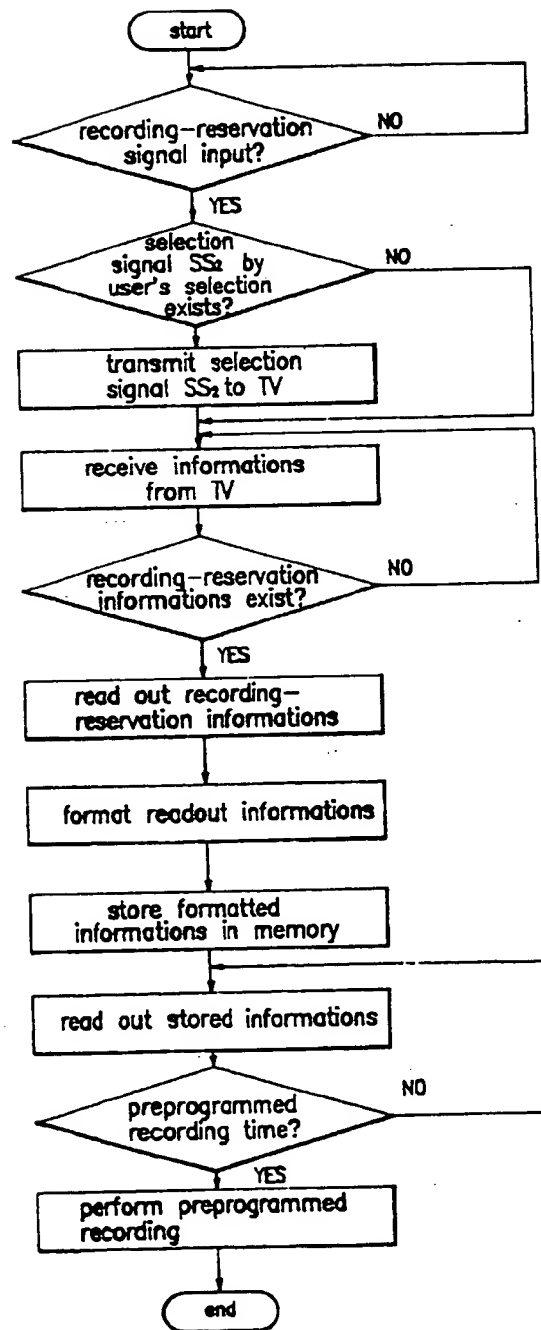 start
recording-reservation
signal input?
NO
YES
selection
signal SS₂ by
user's selection
exists?
NO
transmit selection
signal SS₂ to TV
receive informations
from TV
recording-reservation
informations exist?
NO
YES
read out recording-
reservation informations
format readout informations
store formatted
informations in memory
read out stored informations
preprogrammed
recording time?
NO
YES
perform preprogrammed
recording
end